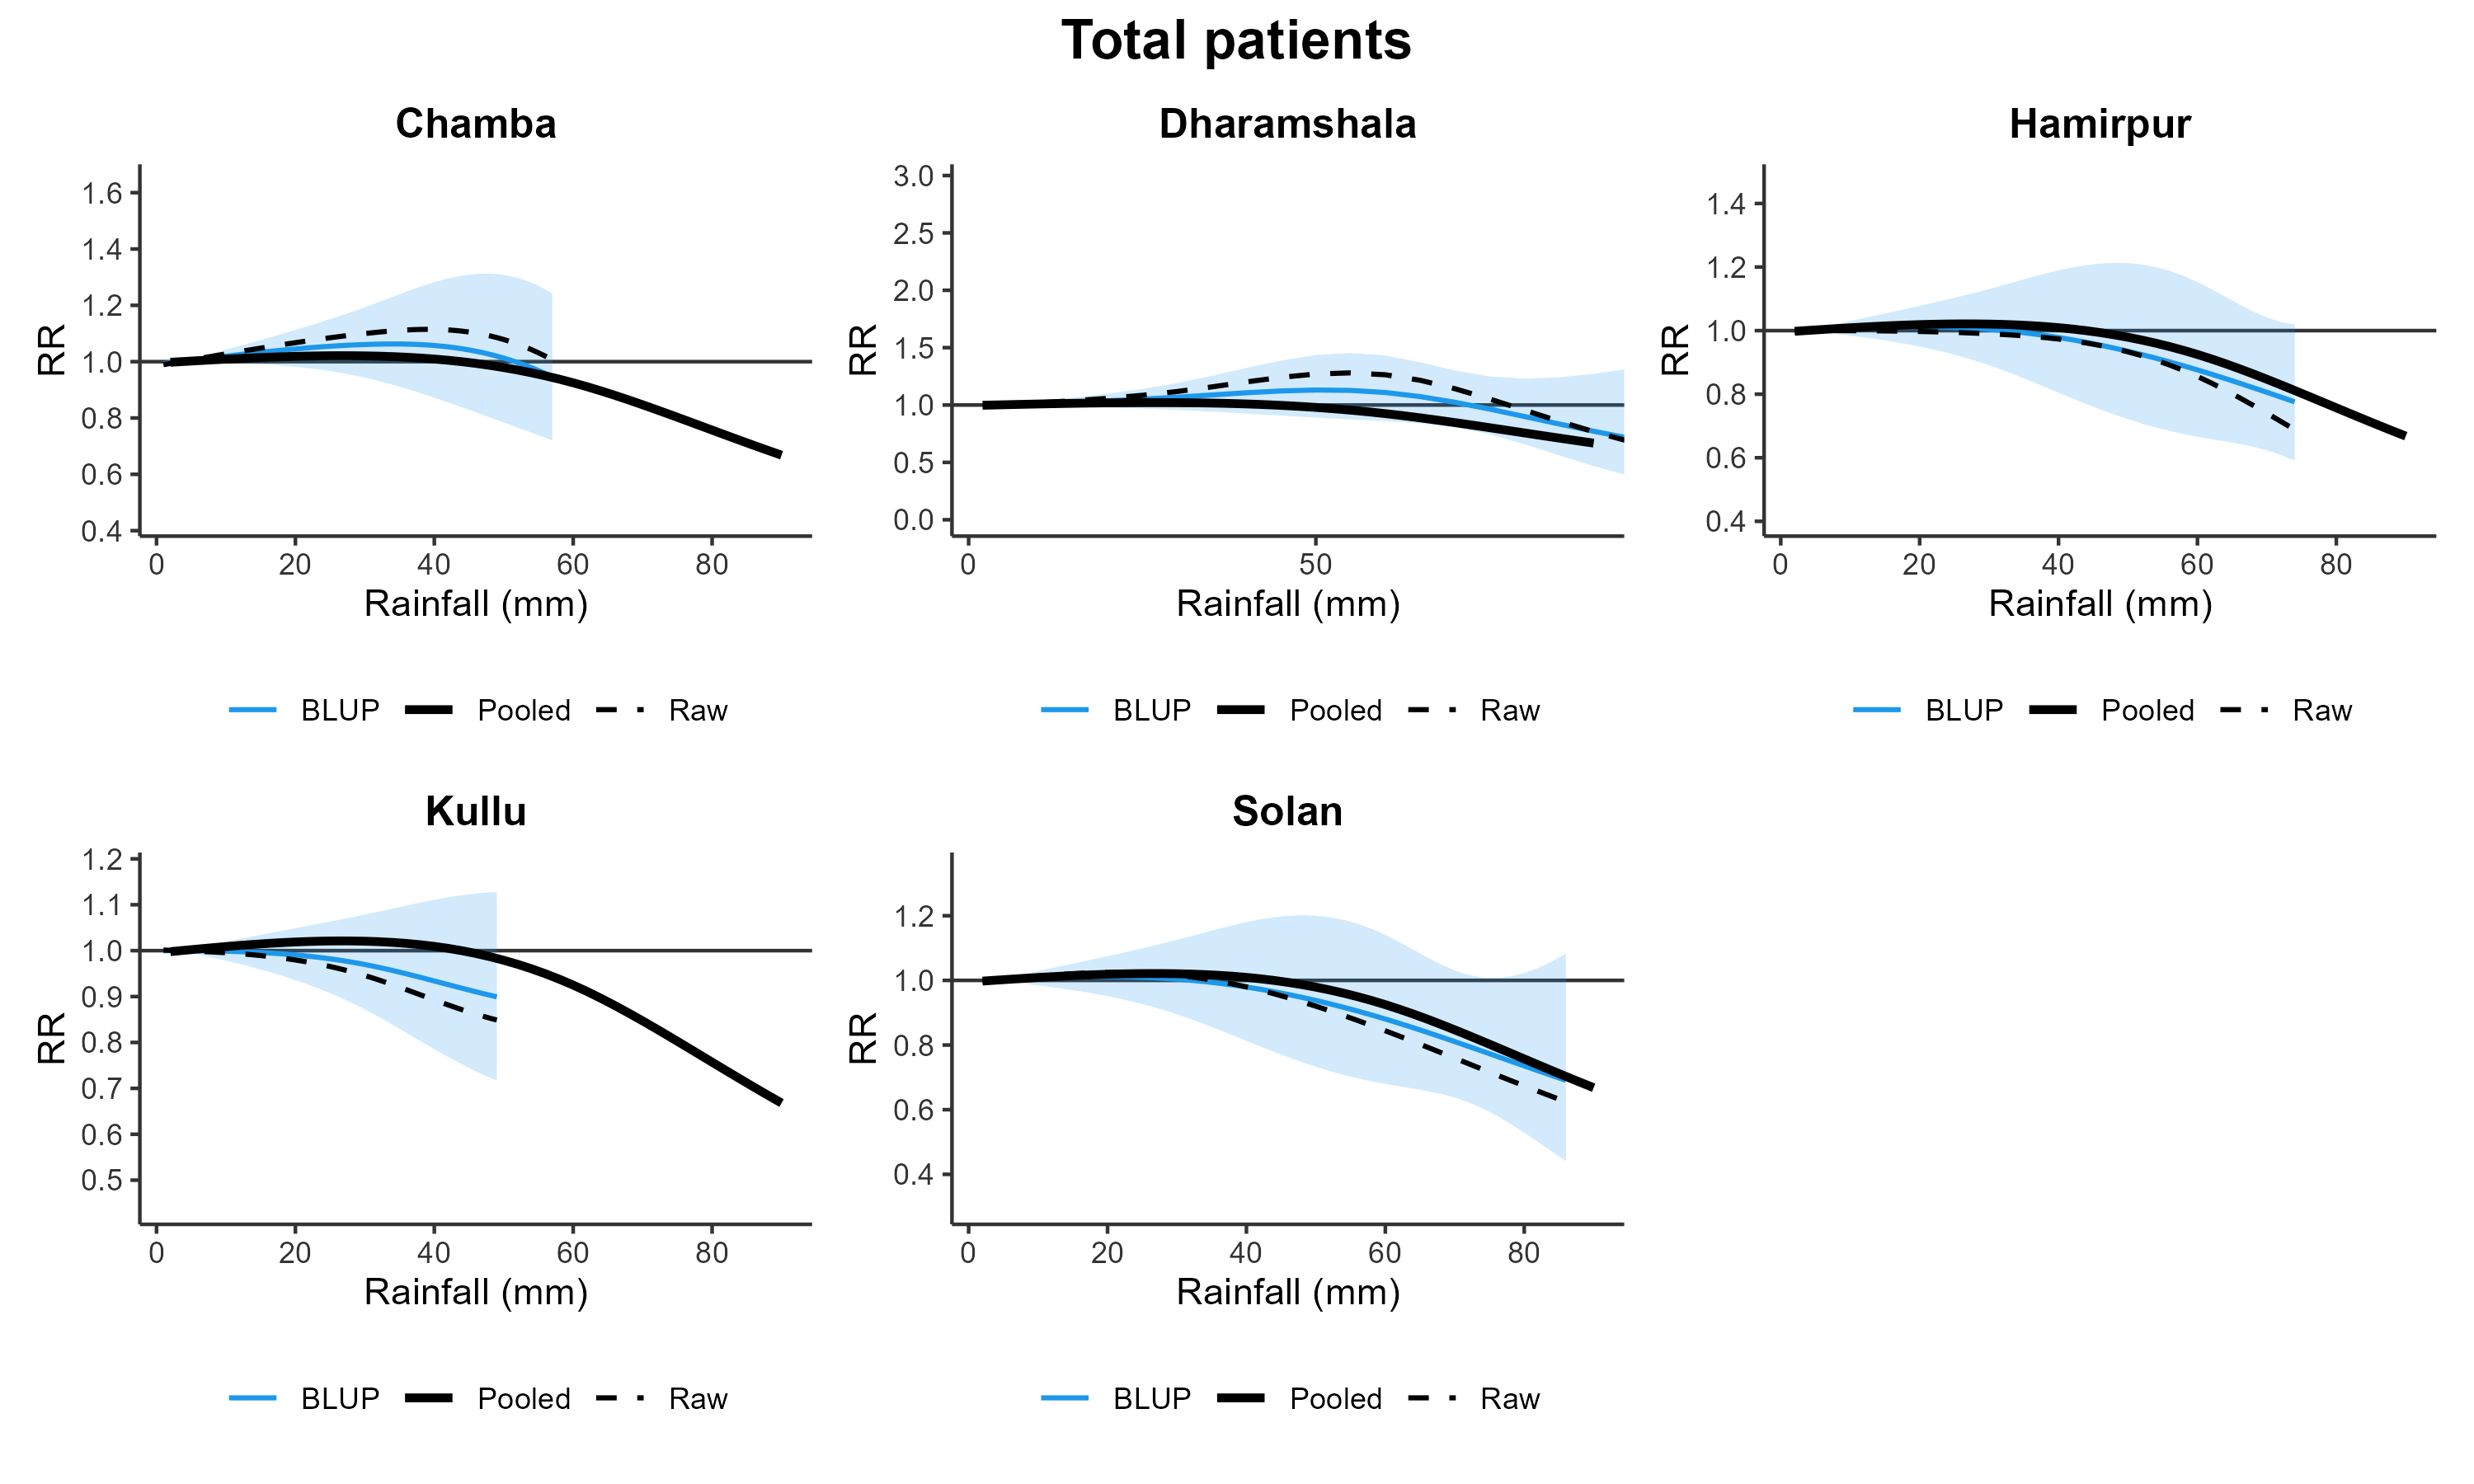 Total patients
Chamba
RR
1.6
1.4
1.2
1.0
0.8
0.6
0.4
0 20 40 60 80
Rainfall (mm)
BLUP Pooled Raw
Dharamshala
RR
3.0
2.5
2.0
1.5
1.0
0.5
0.0
0 50
Rainfall (mm)
BLUP Pooled Raw
Hamirpur
RR
1.4
1.2
1.0
0.8
0.6
0.4
0 20 40 60 80
Rainfall (mm)
BLUP Pooled Raw
Kullu
RR
1.2
1.1
1.0
0.9
0.8
0.7
0.6
0.5
0 20 40 60 80
Rainfall (mm)
BLUP Pooled Raw
Solan
RR
1.2
1.0
0.8
0.6
0.4
0 20 40 60 80
Rainfall (mm)
BLUP Pooled Raw